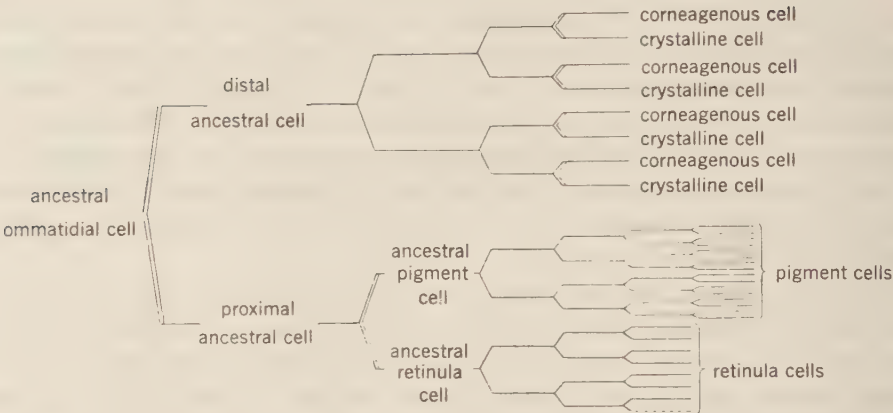 corneagenous cell
crystalline cell
corneagenous cell
crystalline cell
corneagenous cell
crystalline cell
corneagenous cell
crystalline cell
distal
ancestral cell
ancestral
ommatidial cell
proximal
ancestral cell
ancestral
pigment
cell
pigment cells
ancestral
retinula
cell
retinula cells